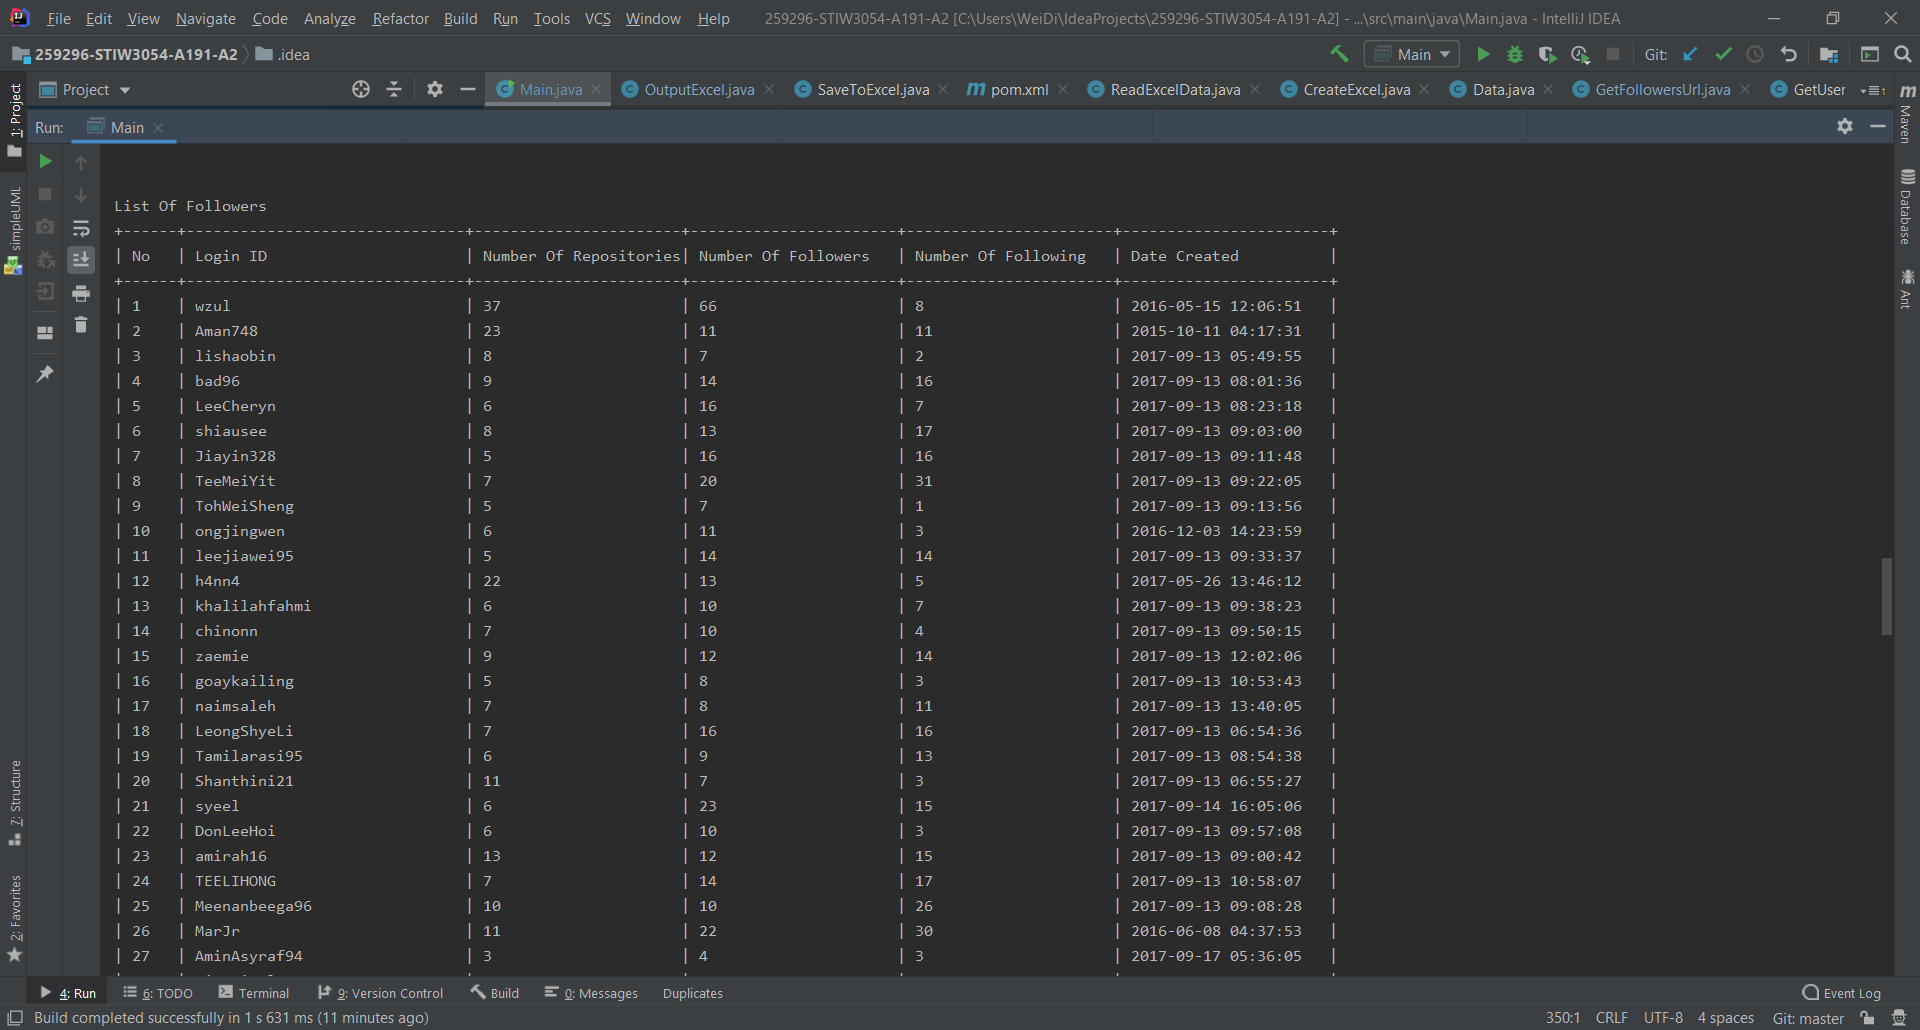 File Edit View Navigate Code Analyze Refactor Build Run Tools VCS Window Help 259296-STIW3054-A191-A2 [C:\Users\WeiDi\IdeaProjects\259296-STIW3054-A191-A2] - ...\src\main\java\Main.java - IntelliJ IDEA
259296-STIW3054-A191-A2 .idea Main Git:
Project Main.java OutputExcel.java SaveToExcel.java pom.xml ReadExcelData.java CreateExcel.java Data.java GetFollowersUrl.java GetUser
Run: Main
1: Project
simpleUML
7: Structure
2: Favorites
Maven
Database
Ant
List Of Followers
+------+--------------------------------+------------------------+------------------------+------------------------+------------------------+
| No | Login ID | Number Of Repositories| Number Of Followers | Number Of Following | Date Created |
+------+--------------------------------+------------------------+------------------------+------------------------+------------------------+
| 1 | wzul | 37 | 66 | 8 | 2016-05-15 12:06:51 |
| 2 | Aman748 | 23 | 11 | 11 | 2015-10-11 04:17:31 |
| 3 | lishaobin | 8 | 7 | 2 | 2017-09-13 05:49:55 |
| 4 | bad96 | 9 | 14 | 16 | 2017-09-13 08:01:36 |
| 5 | LeeCheryn | 6 | 16 | 7 | 2017-09-13 08:23:18 |
| 6 | shiausee | 8 | 13 | 17 | 2017-09-13 09:03:00 |
| 7 | Jiayin328 | 5 | 16 | 16 | 2017-09-13 09:11:48 |
| 8 | TeeMeiYit | 7 | 20 | 31 | 2017-09-13 09:22:05 |
| 9 | TohWeiSheng | 5 | 7 | 1 | 2017-09-13 09:13:56 |
| 10 | ongjingwen | 6 | 11 | 3 | 2016-12-03 14:23:59 |
| 11 | leejiawei95 | 5 | 14 | 14 | 2017-09-13 09:33:37 |
| 12 | h4nn4 | 22 | 13 | 5 | 2017-05-26 13:46:12 |
| 13 | khalilahfahmi | 6 | 10 | 7 | 2017-09-13 09:38:23 |
| 14 | chinonn | 7 | 10 | 4 | 2017-09-13 09:50:15 |
| 15 | zaemie | 9 | 12 | 14 | 2017-09-13 12:02:06 |
| 16 | goaykailing | 5 | 8 | 3 | 2017-09-13 10:53:43 |
| 17 | naimsaleh | 7 | 8 | 11 | 2017-09-13 13:40:05 |
| 18 | LeongShyeLi | 7 | 16 | 16 | 2017-09-13 06:54:36 |
| 19 | Tamilarasi95 | 6 | 9 | 13 | 2017-09-13 08:54:38 |
| 20 | Shanthini21 | 11 | 7 | 3 | 2017-09-13 06:55:27 |
| 21 | syeel | 6 | 23 | 15 | 2017-09-14 16:05:06 |
| 22 | DonLeeHoi | 6 | 10 | 3 | 2017-09-13 09:57:08 |
| 23 | amirah16 | 13 | 12 | 15 | 2017-09-13 09:00:42 |
| 24 | TEELIHONG | 7 | 14 | 17 | 2017-09-13 10:58:07 |
| 25 | Meenanbeega96 | 10 | 10 | 26 | 2017-09-13 09:08:28 |
| 26 | MarJr | 11 | 22 | 30 | 2016-06-08 04:37:53 |
| 27 | AminAsyraf94 | 3 | 4 | 3 | 2017-09-17 05:36:05 |
4: Run 6: TODO Terminal 9: Version Control Build 0: Messages Duplicates Event Log
Build completed successfully in 1 s 631 ms (11 minutes ago) 350:1 CRLF UTF-8 4 spaces Git: master